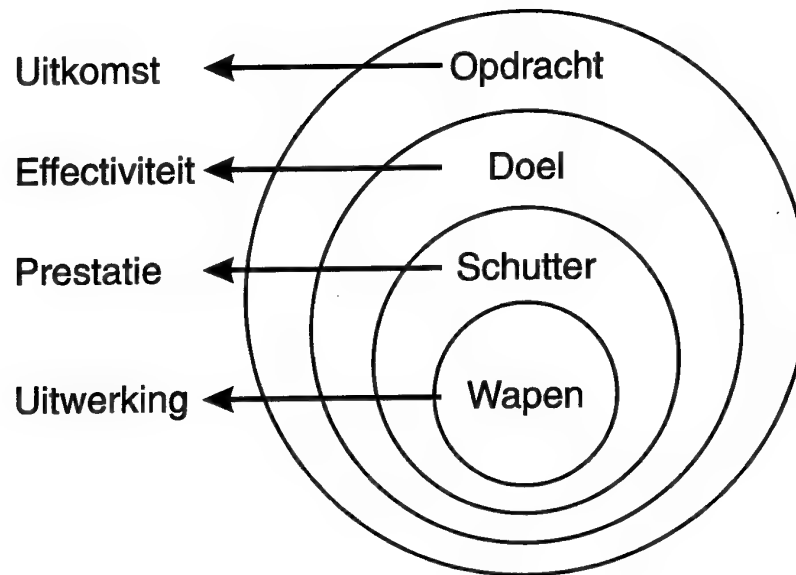 Uitkomst Opdracht
Effectiviteit Doel
Prestatie Schutter
Uitwerking Wapen